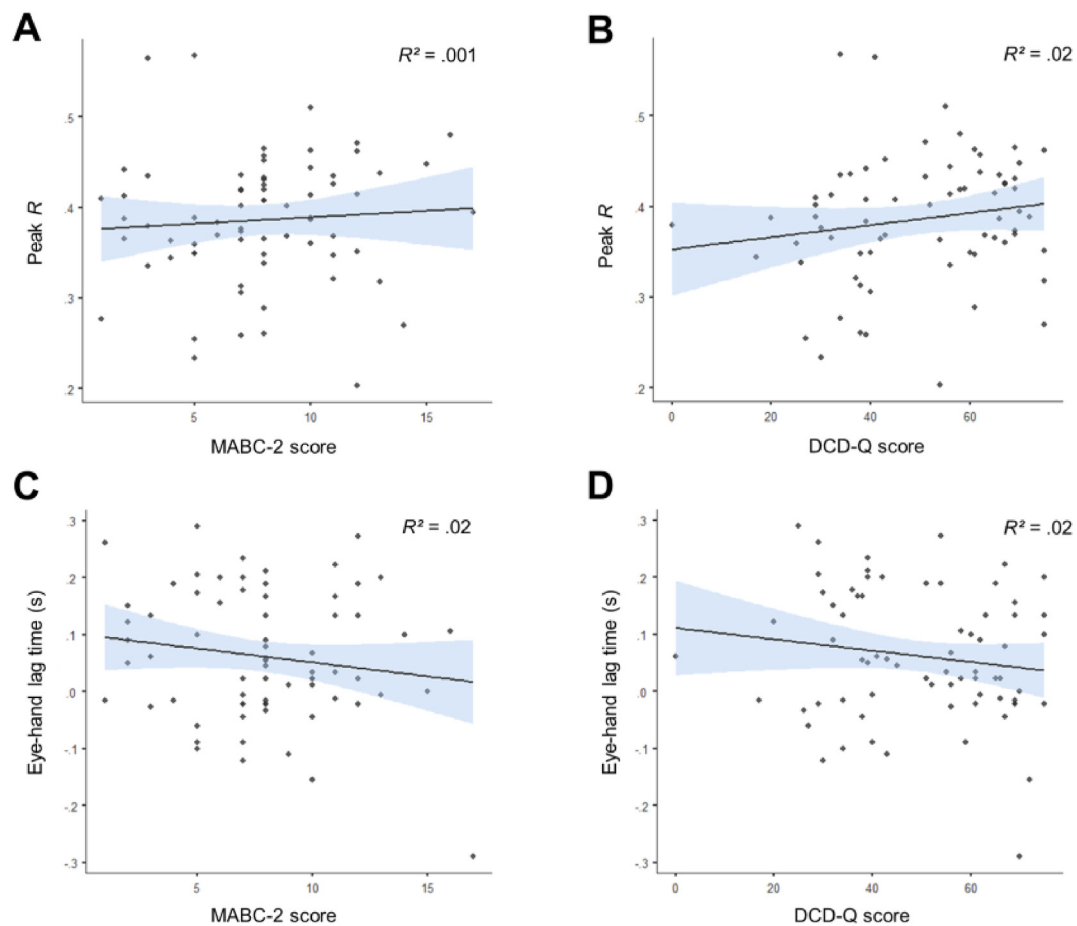 A
R² = .001
Peak R
.5
.4
.3
.2
5
10
15
MABC-2 score
B
R² = .02
Peak R
.5
.4
.3
.2
0
20
40
60
DCD-Q score
C
R² = .02
Eye-hand lag time (s)
.3
.2
.1
.0
-.1
-.2
-.3
5
10
15
MABC-2 score
D
R² = .02
Eye-hand lag time (s)
.3
.2
.1
.0
-.1
-.2
-.3
0
20
40
60
DCD-Q score